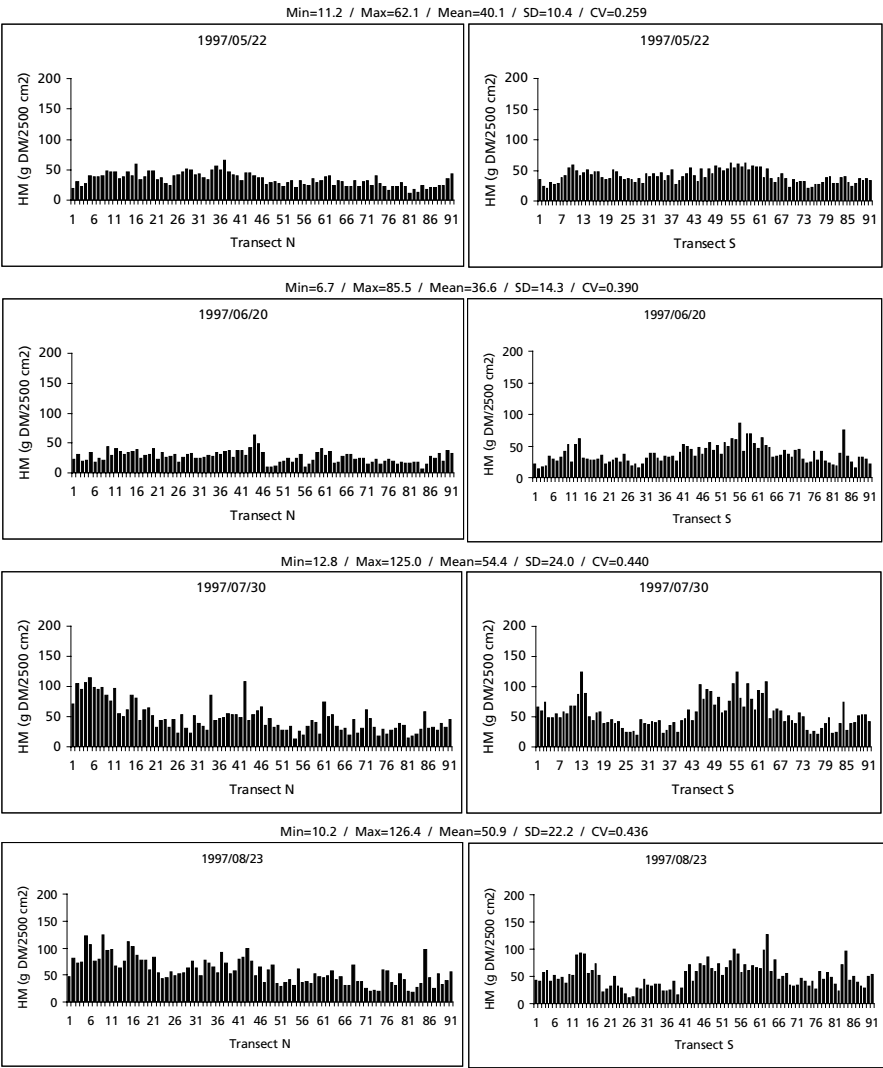 Min=11.2 / Max=62.1 / Mean=40.1 / SD=10.4 / CV=0.259
1997/05/22
HM (g DM/2500 cm2)
200
150
100
50
0
1 6 11 16 21 26 31 36 41 46 51 56 61 66 71 76 81 86 91
Transect N
1997/05/22
HM (g DM/2500 cm2)
200
150
100
50
0
1 7 13 19 25 31 37 43 49 55 61 67 73 79 85 91
Transect S
Min=6.7 / Max=85.5 / Mean=36.6 / SD=14.3 / CV=0.390
1997/06/20
HM (g DM/2500 cm2)
200
150
100
50
0
1 6 11 16 21 26 31 36 41 46 51 56 61 66 71 76 81 86 91
Transect N
1997/06/20
HM (g DM/2500 cm2)
200
150
100
50
0
1 6 11 16 21 26 31 36 41 46 51 56 61 66 71 76 81 86 91
Transect S
Min=12.8 / Max=125.0 / Mean=54.4 / SD=24.0 / CV=0.440
1997/07/30
HM (g DM/2500 cm2)
200
150
100
50
0
1 6 11 16 21 26 31 36 41 46 51 56 61 66 71 76 81 86 91
Transect N
1997/07/30
HM (g DM/2500 cm2)
200
150
100
50
0
1 7 13 19 25 31 37 43 49 55 61 67 73 79 85 91
Transect S
Min=10.2 / Max=126.4 / Mean=50.9 / SD=22.2 / CV=0.436
1997/08/23
HM (g DM/2500 cm2)
200
150
100
50
0
1 6 11 16 21 26 31 36 41 46 51 56 61 66 71 76 81 86 91
Transect N
1997/08/23
HM (g DM/2500 cm2)
200
150
100
50
0
1 6 11 16 21 26 31 36 41 46 51 56 61 66 71 76 81 86 91
Transect S